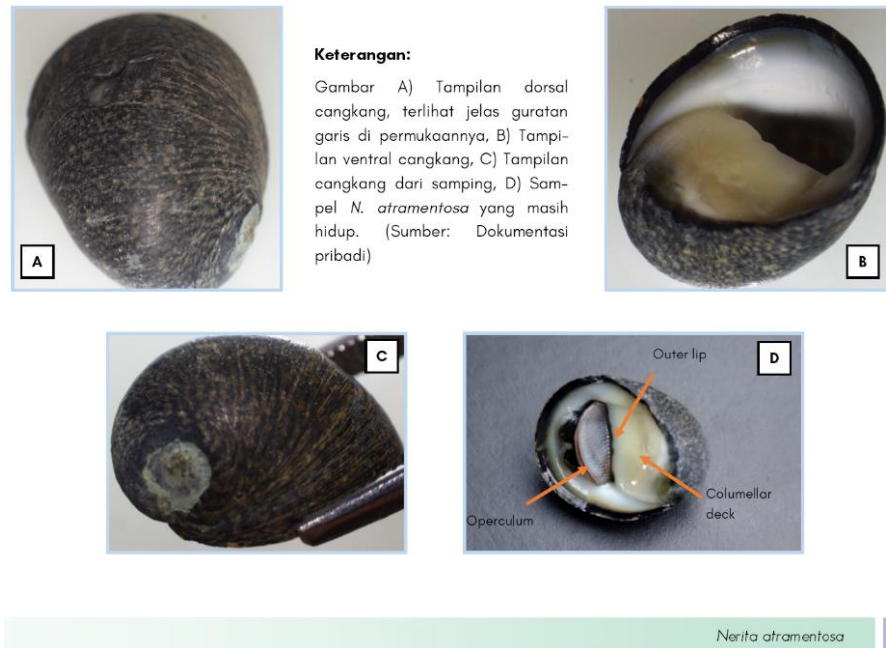 A
Keterangan:
Gambar A) Tampilan dorsal
cangkang, terlihat jelas guratan
garis di permukaannya, B) Tampi-
lan ventral cangkang, C) Tampilan
cangkang dari samping, D) Sam-
pel N. atramentosa yang masih
hidup. (Sumber: Dokumentasi
pribadi)
B
C
D
Outer lip
Operculum
Columellar
deck
Nerita atramentosa